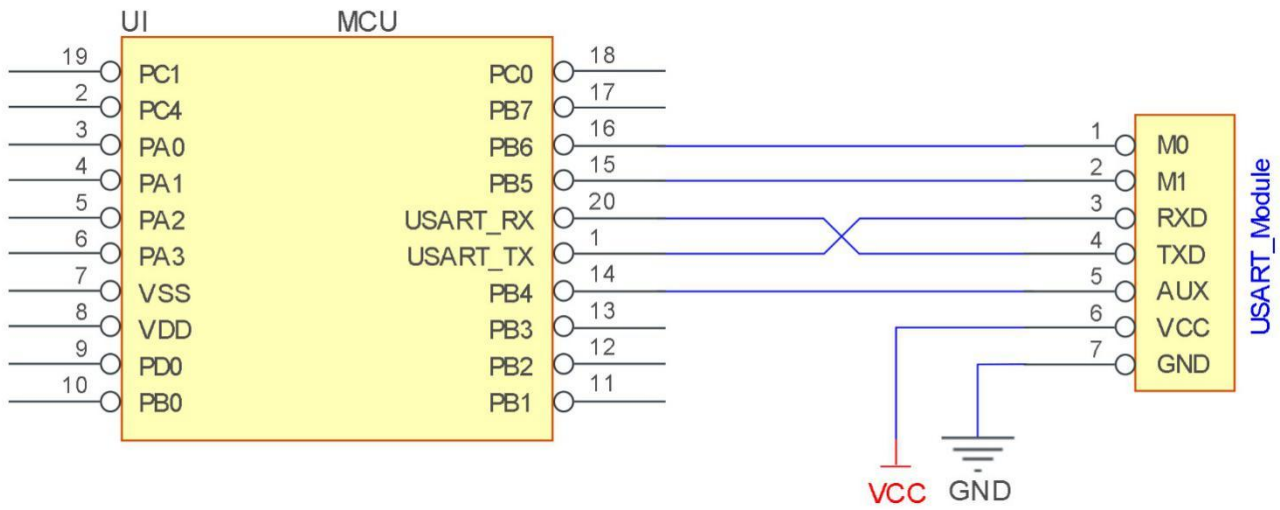 UI MCU
19 PC1 PC0 18
2 PC4 PB7 17
3 PA0 PB6 16 1 M0
4 PA1 PB5 15 2 M1
5 PA2 USART_RX 20 3 RXD
6 PA3 USART_TX 1 4 TXD
7 VSS PB4 14 5 AUX
8 VDD PB3 13 6 VCC
9 PD0 PB2 12 7 GND
10 PB0 PB1 11
USART_Module
VCC GND